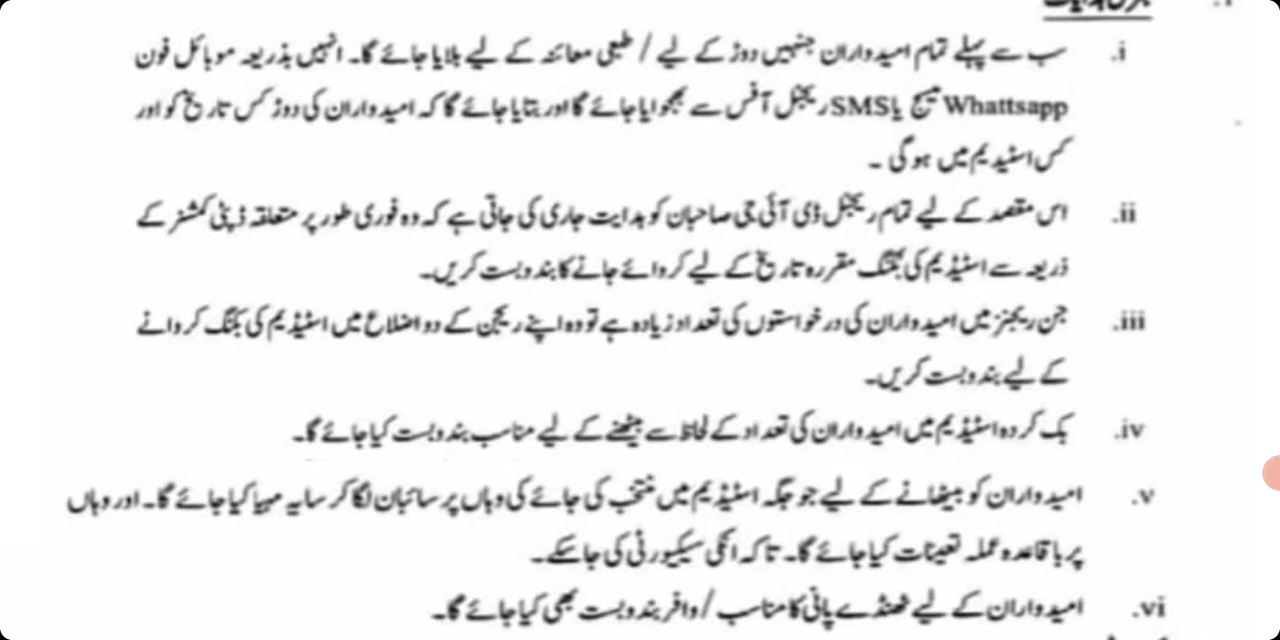 i. سب سے پہلے تمام امیدواران جنہیں دوڑ کے لیے / طبی معائنہ کے لیے بلایا جائے گا۔ انہیں بذریعہ موبائل فون
Whattsapp میسج یا SMS ریجنل آفس سے بھجوایا جائے گا اور بتایا جائے گا کہ امیدواران کی دوڑ کس تاریخ کو اور
کس اسٹیڈیم میں ہوگی ۔
ii. اس مقصد کے لیے تمام ریجنل ڈی آئی جی صاحبان کو ہدایت جاری کی جاتی ہے کہ وہ فوری طور پر متعلقہ ڈپٹی کمشنر کے
ذریعہ سے اسٹیڈیم کی بکنگ مقررہ تاریخ کے لیے کروائے جانے کا بندوبست کریں۔
iii. جن ریجنز میں امیدواران کی درخواستوں کی تعداد زیادہ ہے تو وہ اپنے ریجن کے دو اضلاع میں اسٹیڈیم کی بکنگ کروانے
کے لیے بندوبست کریں۔
iv. بک کردہ اسٹیڈیم میں امیدواران کی تعداد کے لحاظ سے بیٹھنے کے لیے مناسب بندوبست کیا جائے گا۔
v. امیدواران کو بیٹھانے کے لیے جو جگہ اسٹیڈیم میں منتخب کی جائے گی وہاں پر سائبان لگا کر سایہ مہیا کیا جائے گا۔ اور وہاں
پر باقاعدہ عملہ تعینات کیا جائے گا۔ تاکہ انکی سیکیورٹی کی جاسکے۔
vi. امیدواران کے لیے ٹھنڈے پانی کا مناسب / وافر بندوبست بھی کیا جائے گا۔